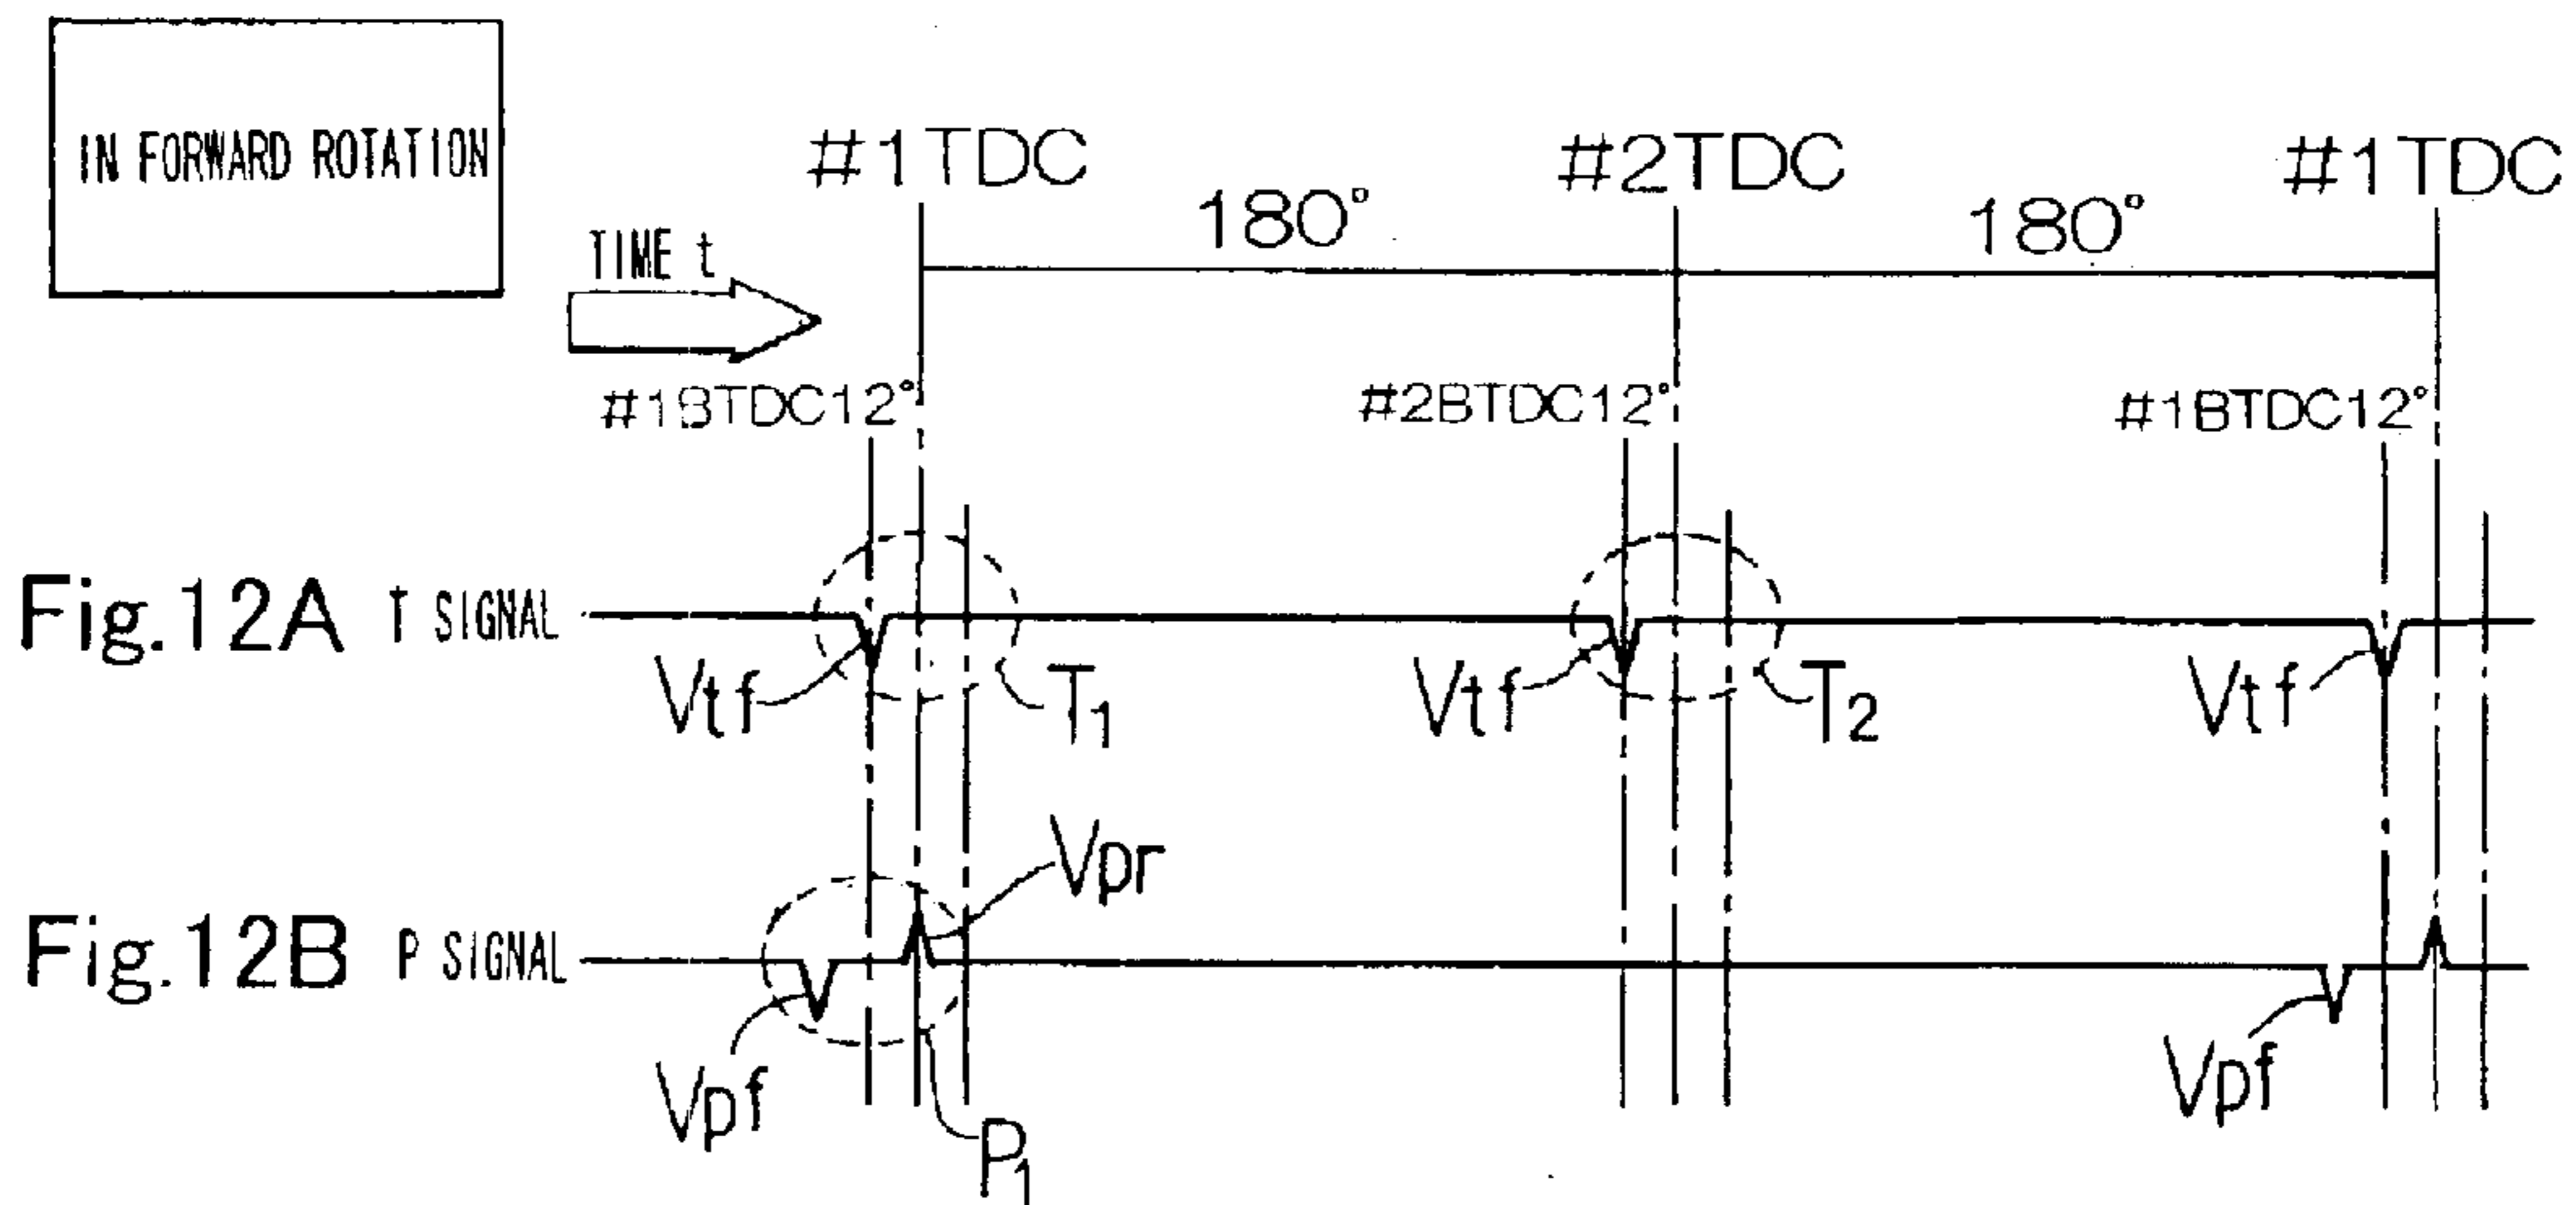 IN FORWARD ROTATION
#1TDC #2TDC #1TDC
180° 180°
TIME t
#1BTDC12° #2BTDC12° #1BTDC12°
Fig.12A T SIGNAL
Vtf T1 Vtf T2 Vtf
Vpr
Fig.12B P SIGNAL
Vpf P1 Vpf